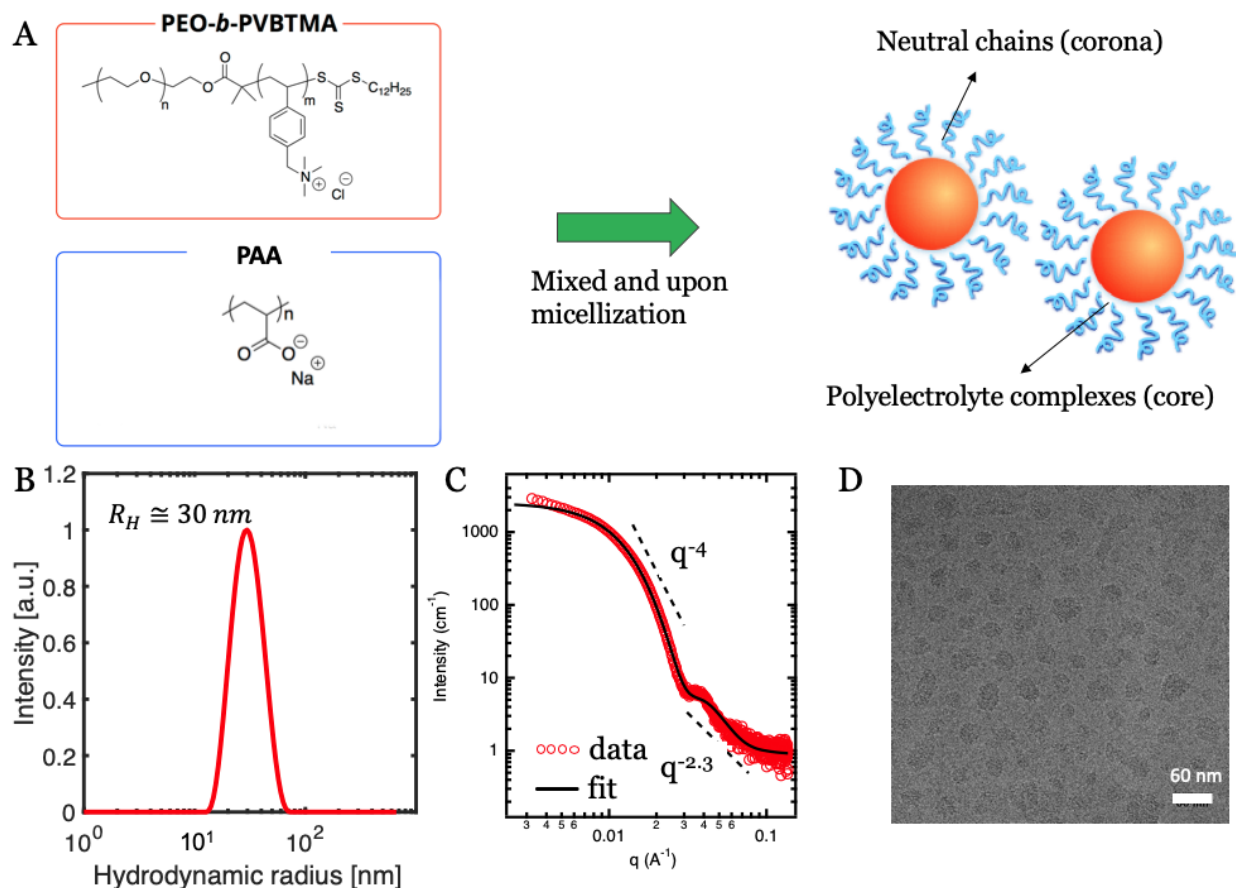 A
PEO-b-PVBTMA
O
O
n
O
O
m
S
S
C12H25
S
N
+
Cl
−
PAA
n
O
O
−
Na
+
Mixed and upon
micellization
Neutral chains (corona)
Polyelectrolyte complexes (core)
B
R_H ≅ 30 nm
Intensity [a.u.]
1.2
1
0.8
0.6
0.4
0.2
0
10^0
10^1
10^2
Hydrodynamic radius [nm]
C
Intensity (cm^-1)
1000
100
10
1
q^-4
q^-2.3
data
fit
3 4 5 6 0.01 2 3 4 5 6 0.1
q (A^-1)
D
60 nm